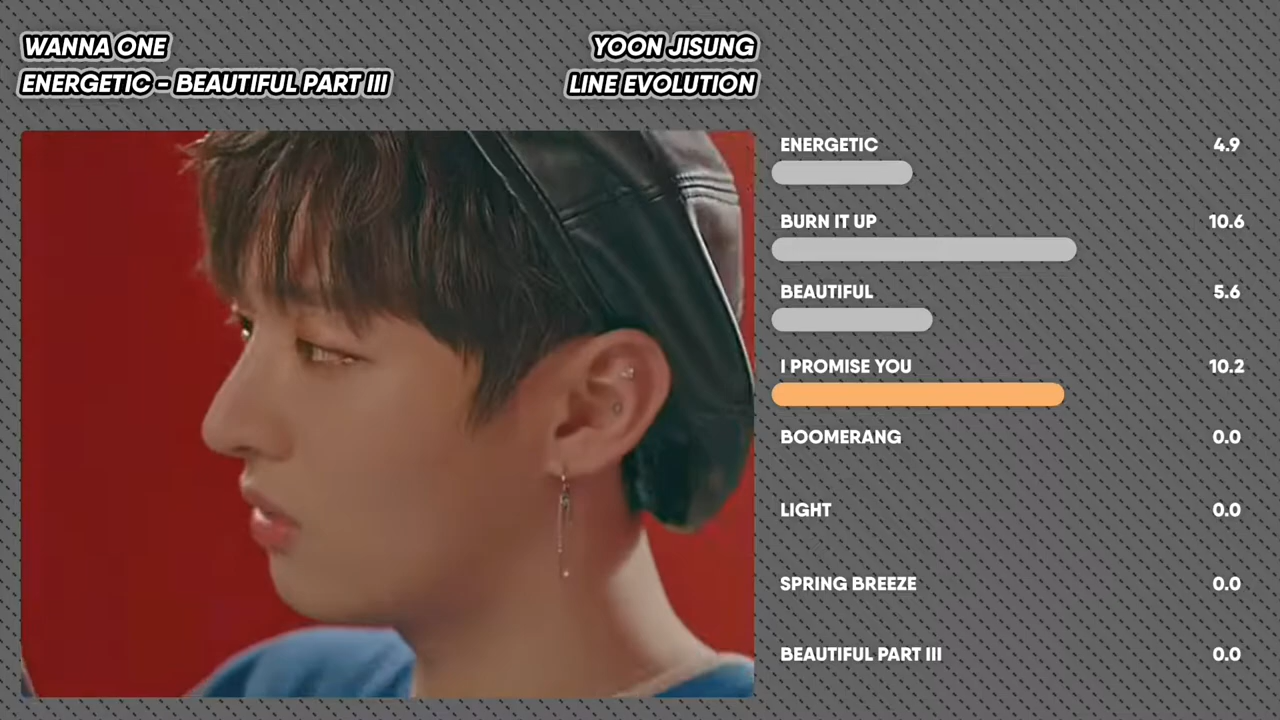 WANNA ONE
ENERGETIC - BEAUTIFUL PART III
YOON JISUNG
LINE EVOLUTION
ENERGETIC 4.9
BURN IT UP 10.6
BEAUTIFUL 5.6
I PROMISE YOU 10.2
BOOMERANG 0.0
LIGHT 0.0
SPRING BREEZE 0.0
BEAUTIFUL PART III 0.0